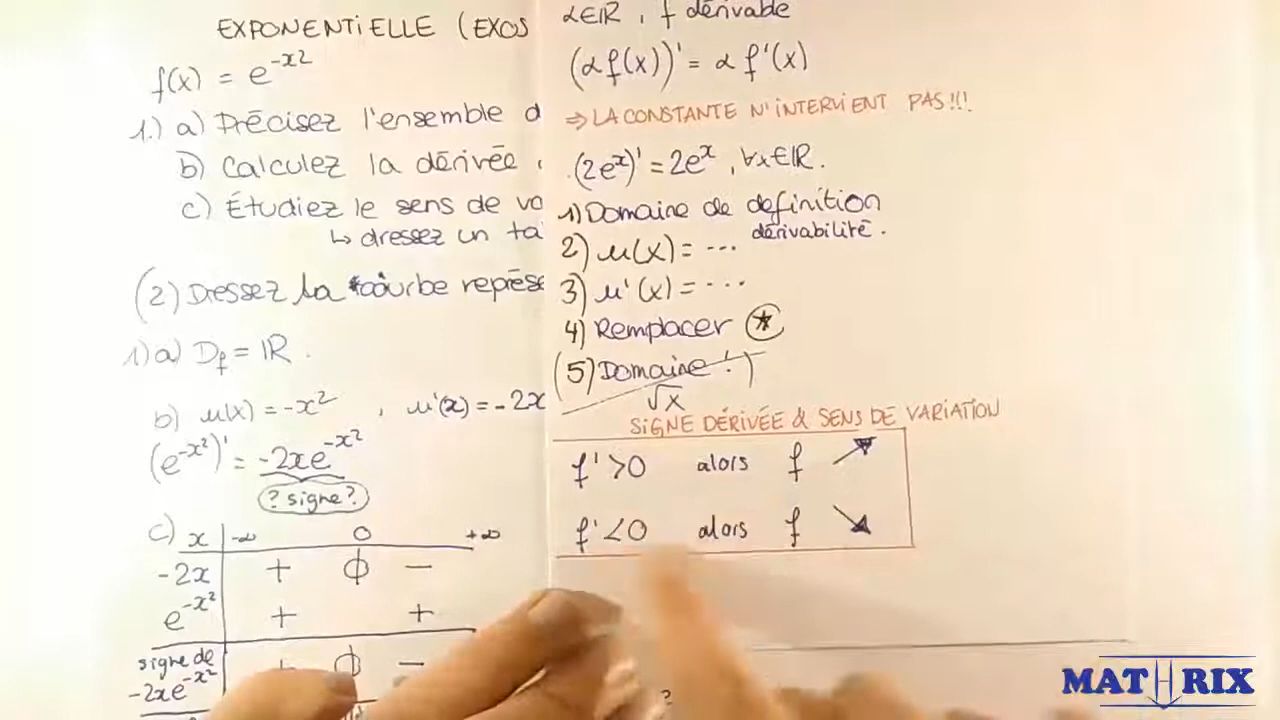 EXPONENTIELLE (EXOS
f(x) = e^-x²
1.) a) Précisez l'ensemble d
b) Calculez la dérivée
c) Étudiez le sens de va
↳ dressez un ta
(2) Dressez la courbe représe
1) a) D_f = ℝ.
b) u(x) = -x² , u'(x) = -2x
(e^-x²)' = -2xe^-x²
? signe?
c) x -∞ 0 +∞
-2x + 0 -
e^-x² + +
signe de + 0 -
-2xe^-x²
α∈ℝ, f dérivable
(αf(x))' = α f'(x)
⇒ LA CONSTANTE N'INTERVIENT PAS!!!
(2e^x)' = 2e^x, ∀x∈ℝ.
1) Domaine de définition
dérivabilité.
2) u(x) = ...
3) u'(x) = ...
4) Remplacer *
(5) Domaine ! )
√x
SIGNE DÉRIVÉE & SENS DE VARIATION
f' >0 alors f ↗
f' <0 alors f ↘
?
MATHRIX